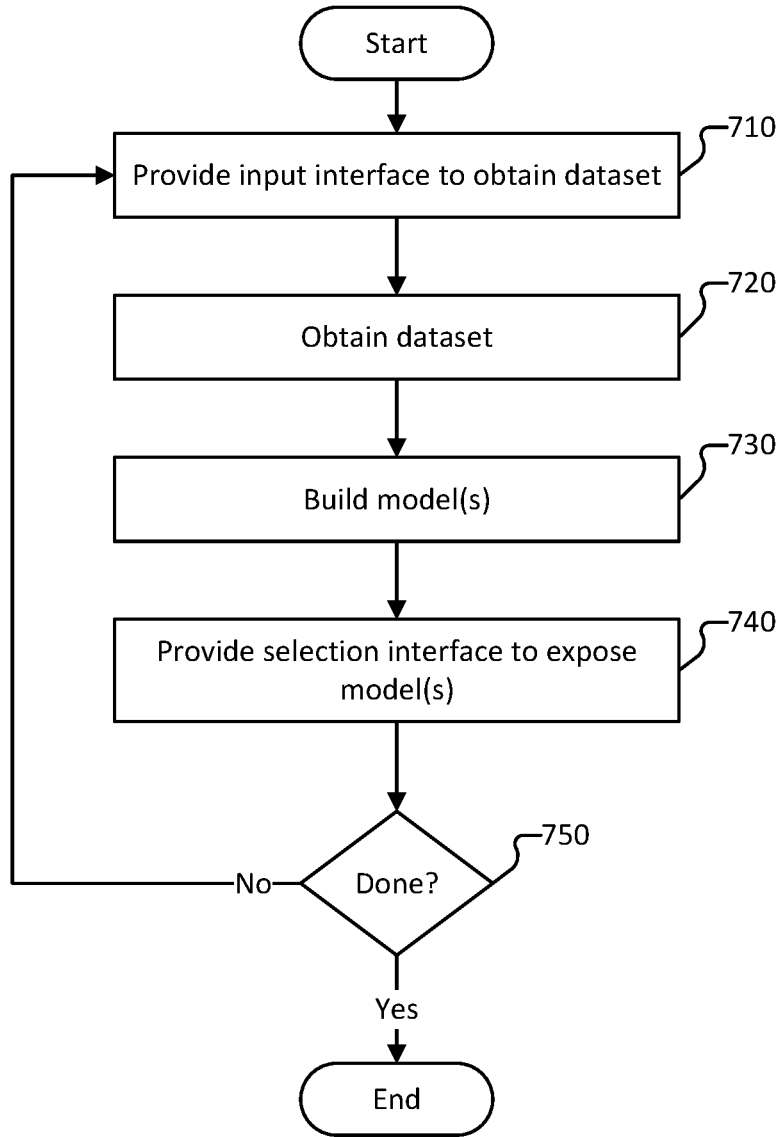 Start
710
Provide input interface to obtain dataset
720
Obtain dataset
730
Build model(s)
740
Provide selection interface to expose
model(s)
750
Done?
No
Yes
End